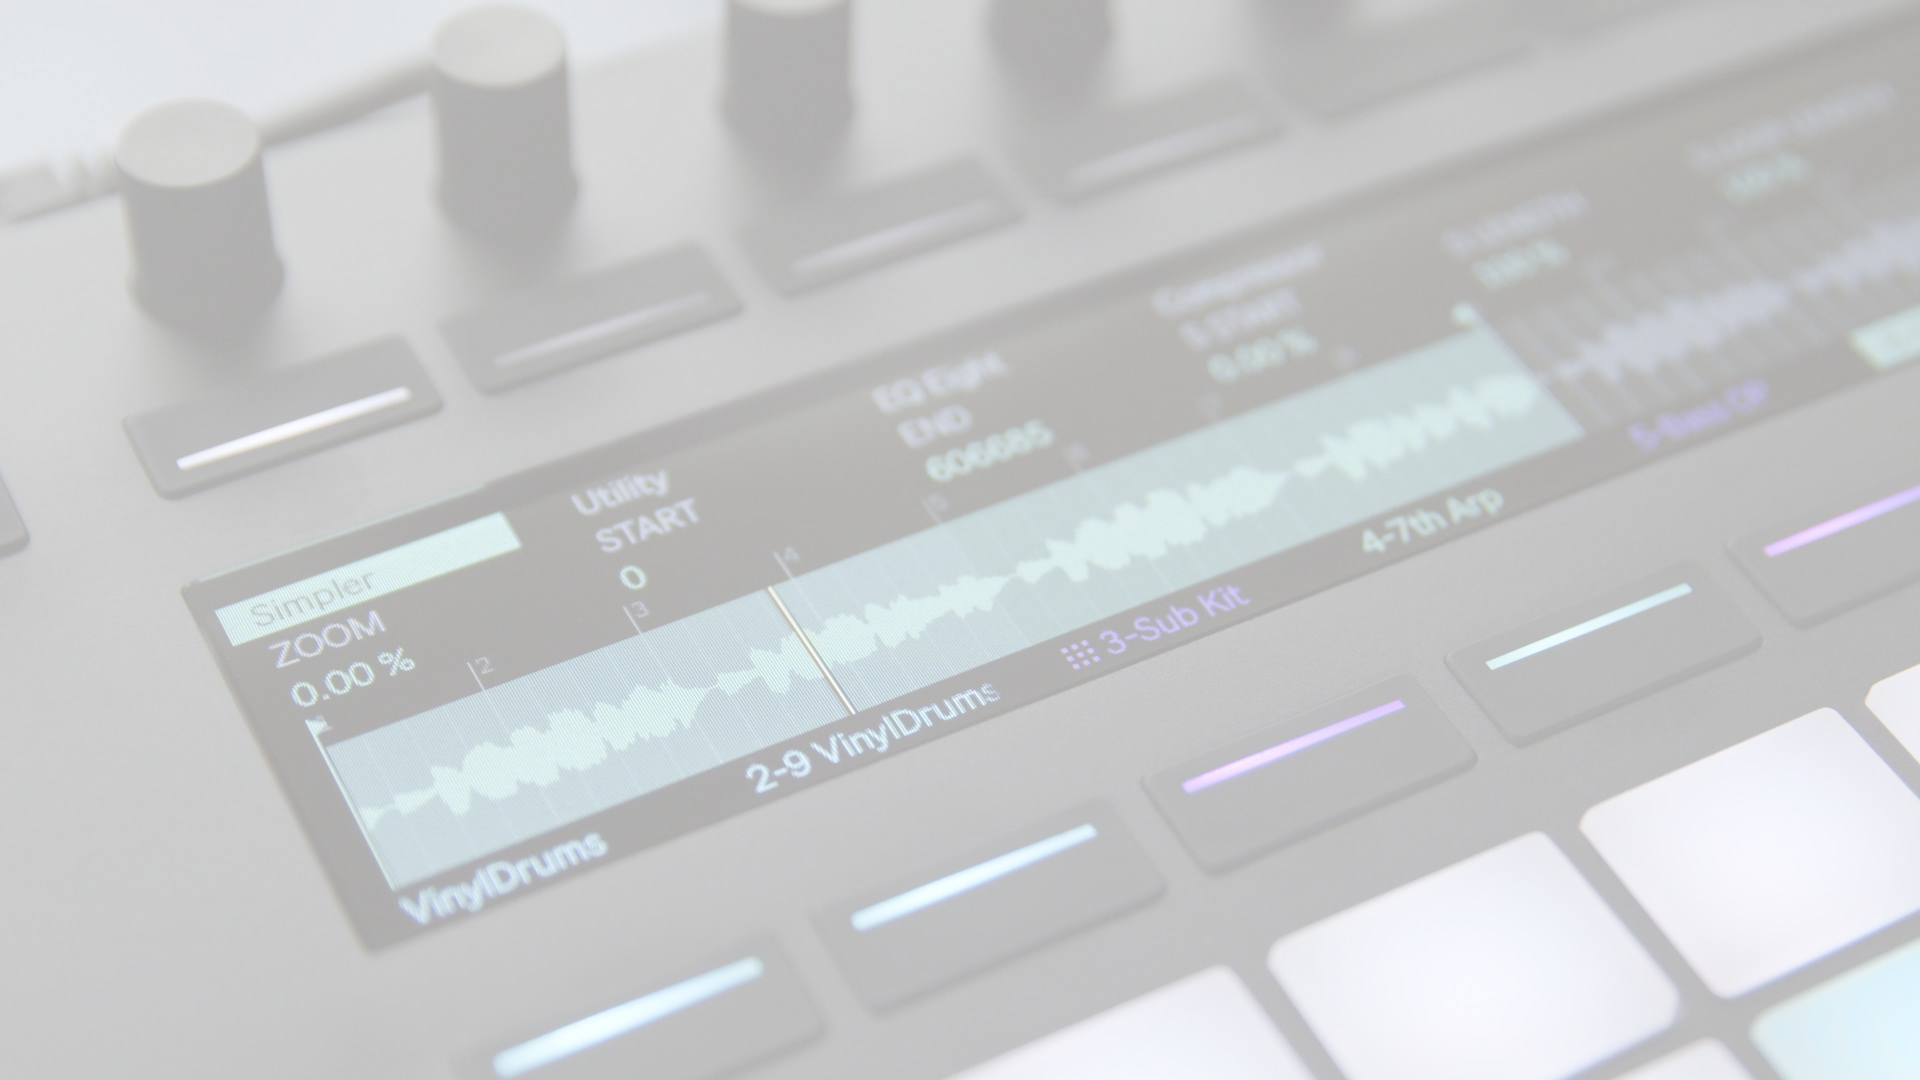 Simpler
ZOOM
0.00 %
Utility
START
0
EQ Eight
END
606685
Compressor
S START
0.00 %
S LENGTH
2
3
4
5
6
7
VinylDrums
2-9 VinylDrums
3-Sub Kit
4-7th Arp
5-Bass OP